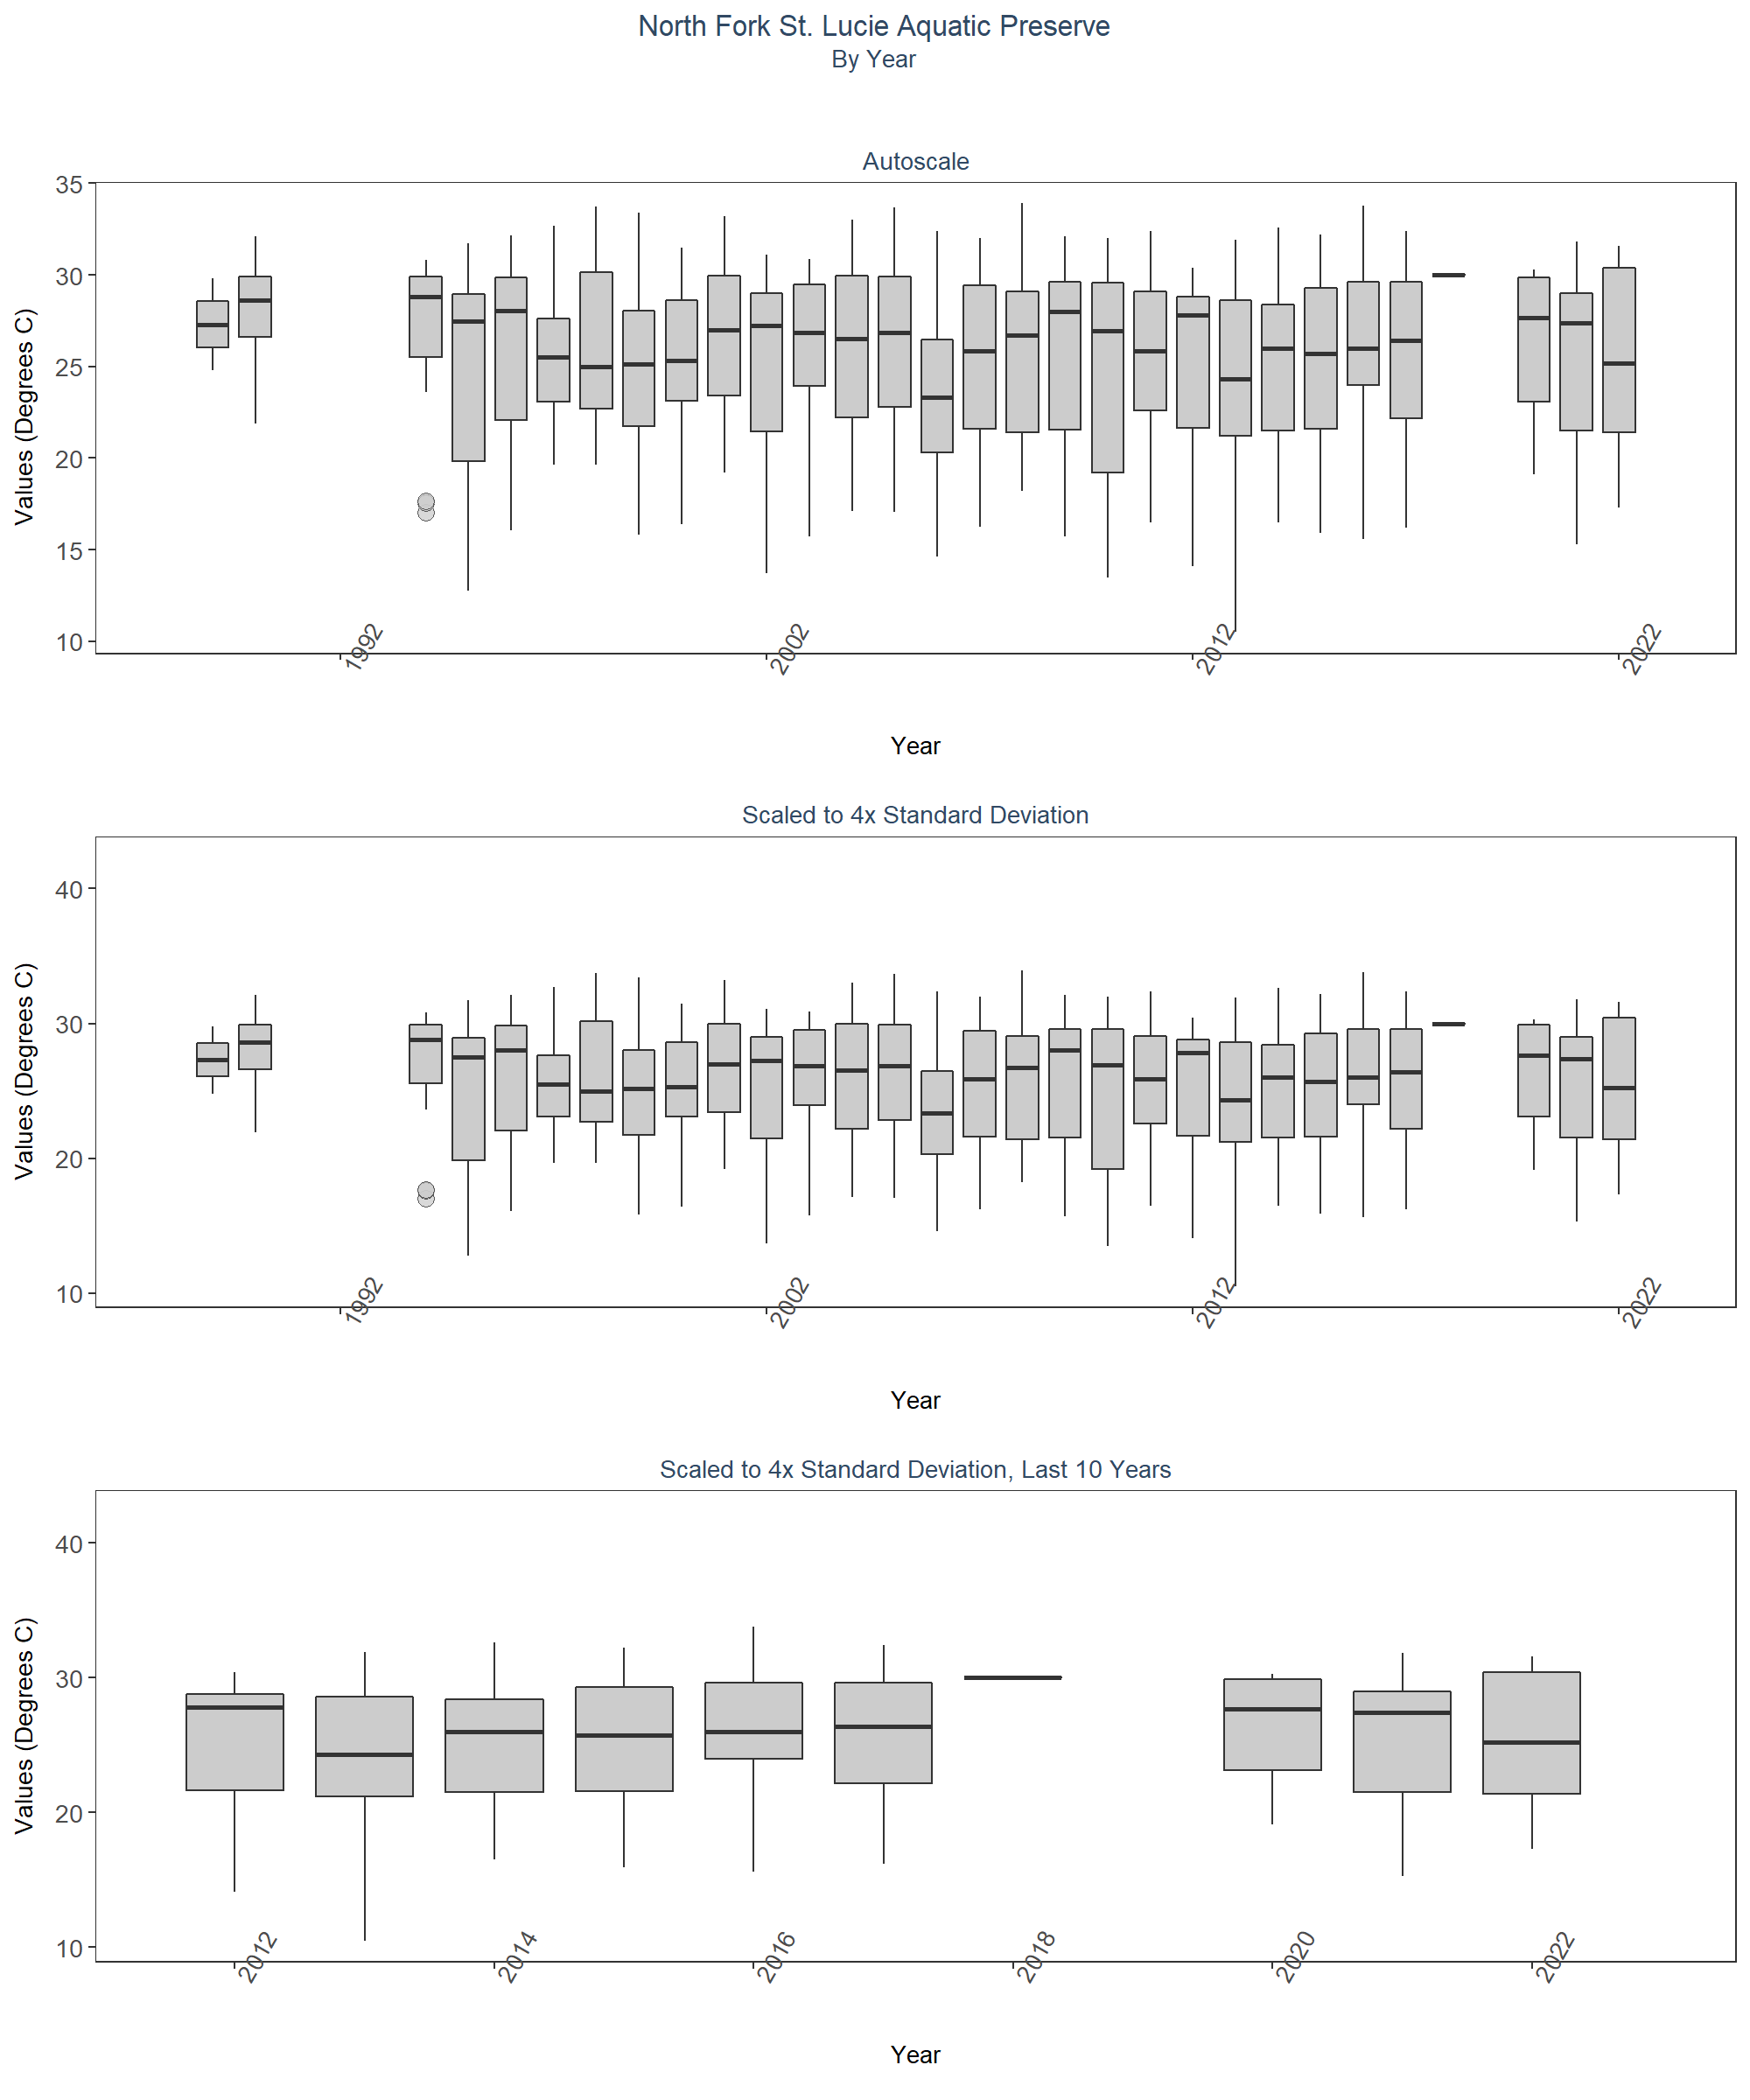 North Fork St. Lucie Aquatic Preserve
By Year
Autoscale
Values (Degrees C)
35
30
25
20
15
10
1992
2002
2012
2022
Year
Scaled to 4x Standard Deviation
Values (Degrees C)
40
30
20
10
1992
2002
2012
2022
Year
Scaled to 4x Standard Deviation, Last 10 Years
Values (Degrees C)
40
30
20
10
2012
2014
2016
2018
2020
2022
Year